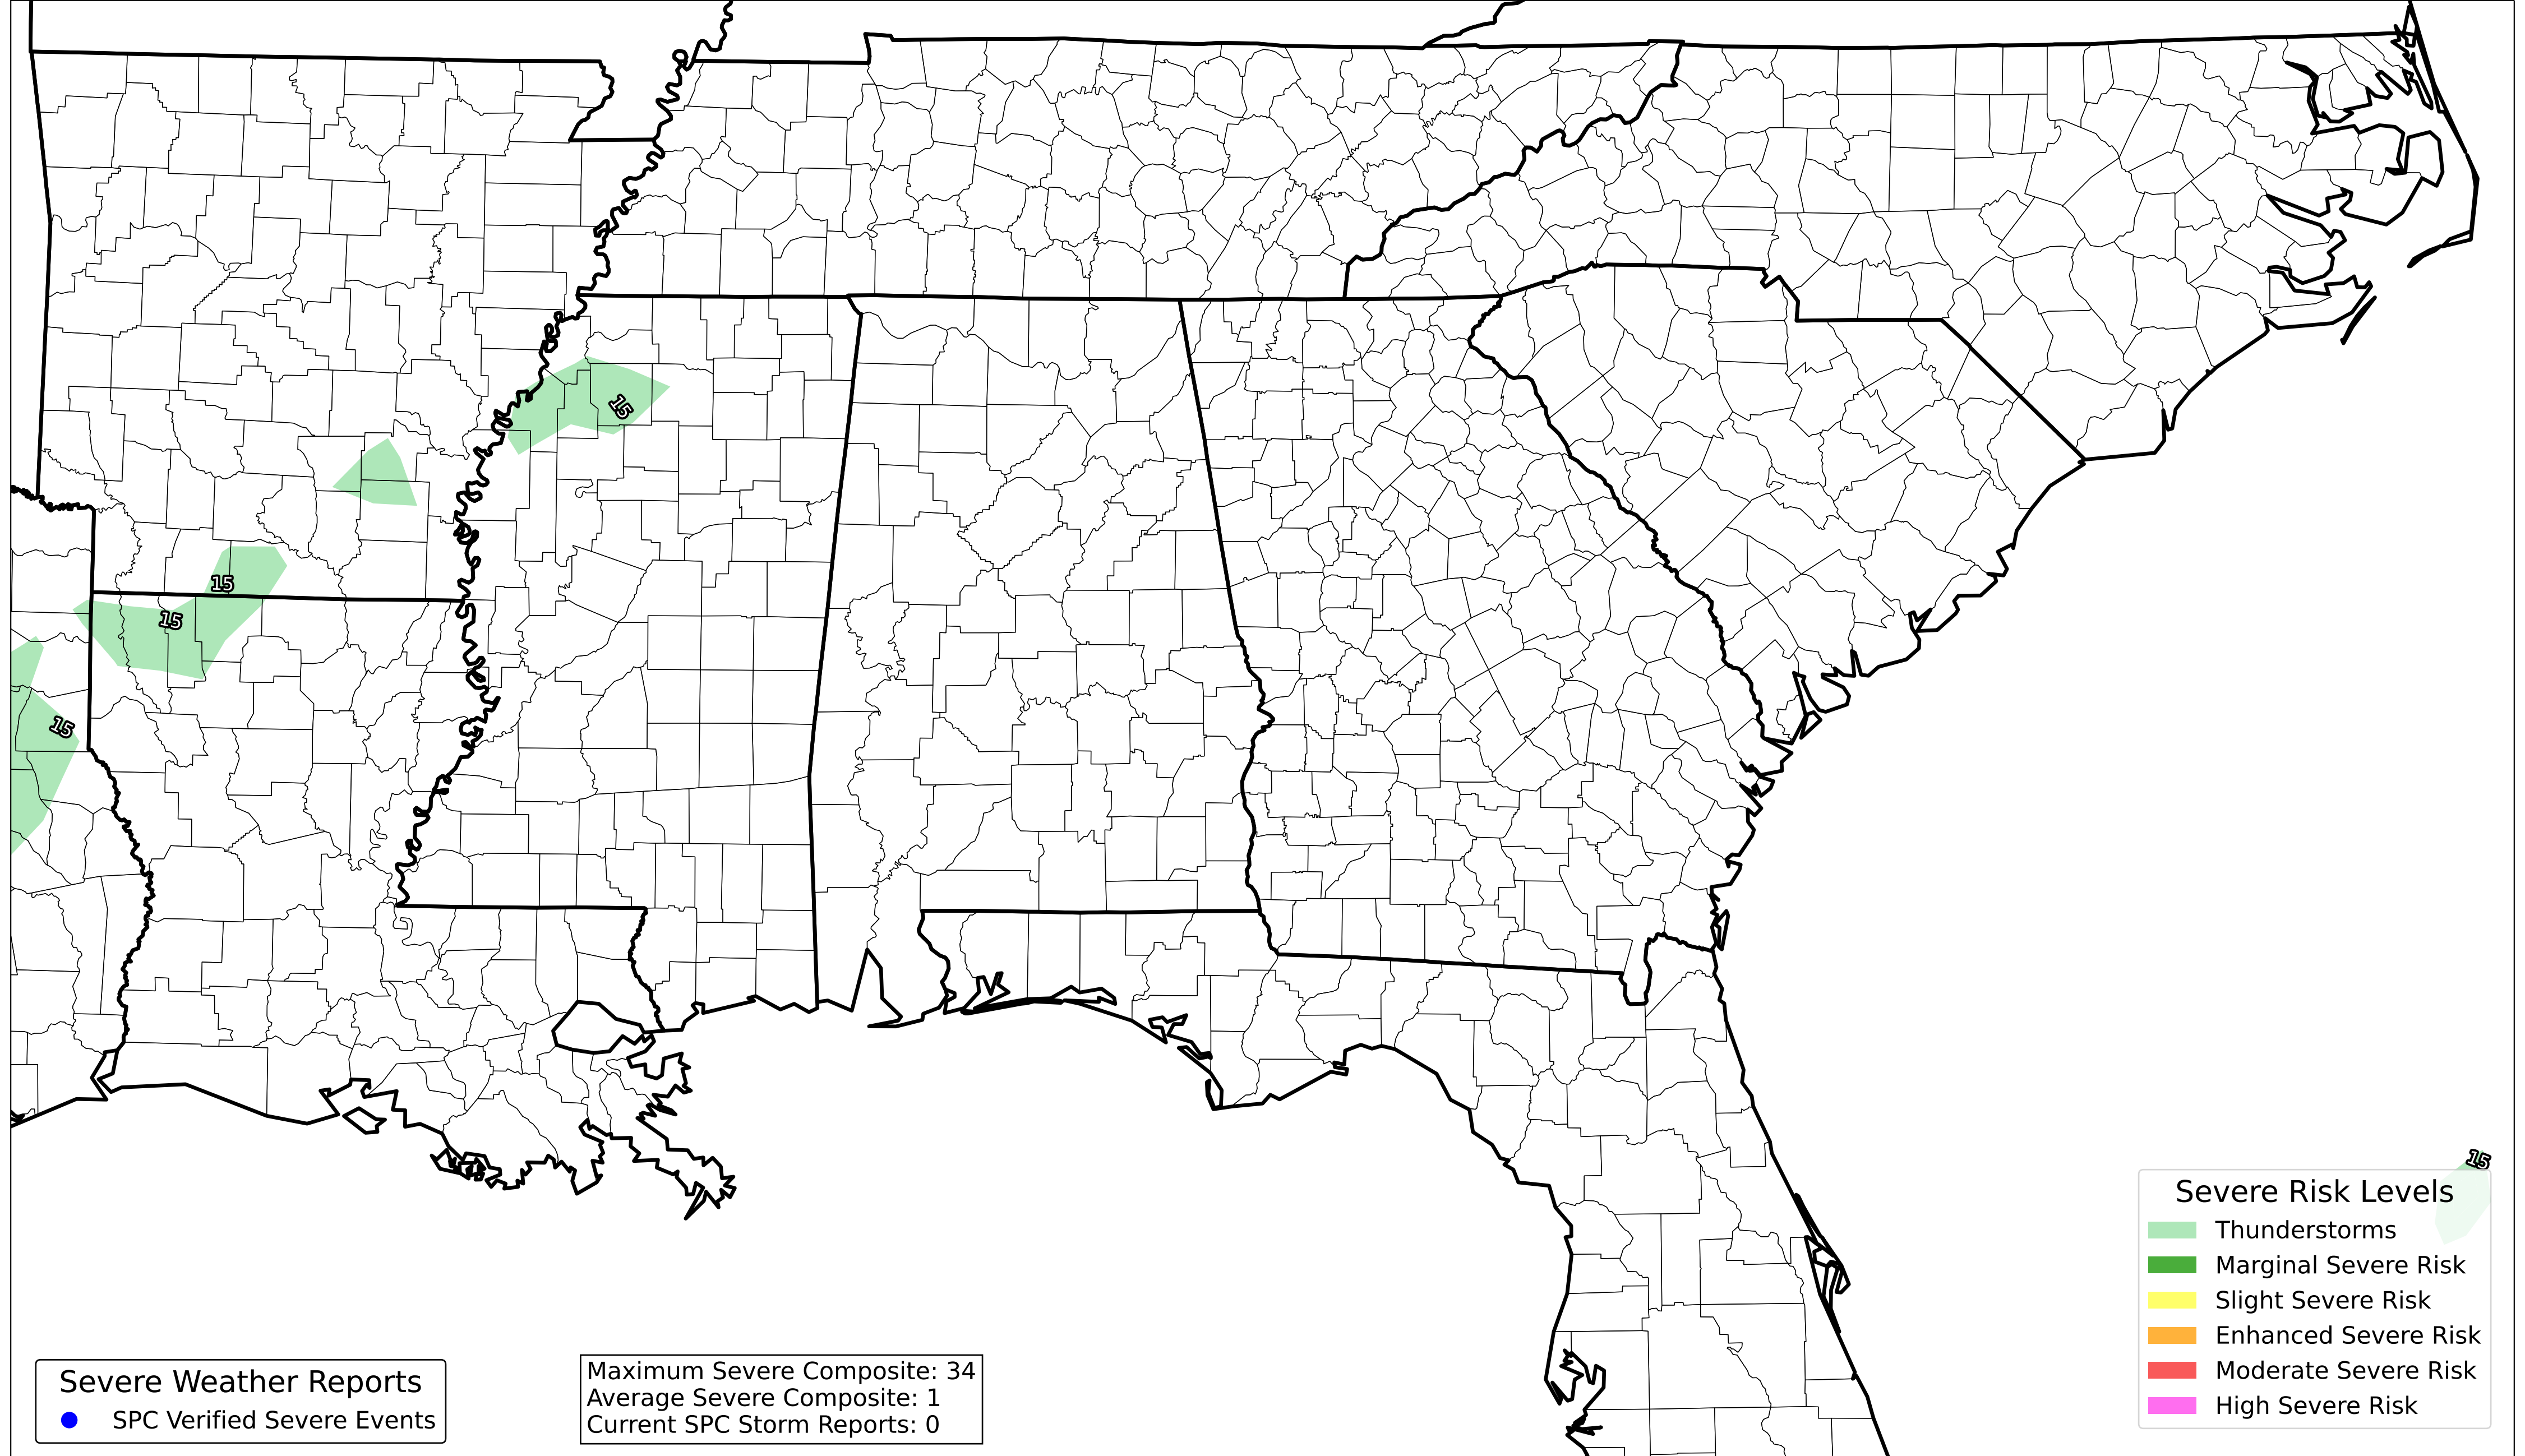 15
15
15
15
15
Severe Risk Levels
Thunderstorms
Marginal Severe Risk
Slight Severe Risk
Enhanced Severe Risk
Moderate Severe Risk
High Severe Risk
Severe Weather Reports
SPC Verified Severe Events
Maximum Severe Composite: 34
Average Severe Composite: 1
Current SPC Storm Reports: 0